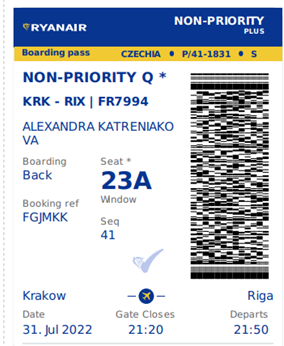 RYANAIR
NON-PRIORITY
PLUS
Boarding pass
CZECHIA • P/41-1831 • S
NON-PRIORITY Q *
KRK - RIX | FR7994
ALEXANDRA KATRENIAKO
VA
Boarding
Back
Seat *
23A
Wndow
Booking ref
FGJMKK
Seq
41
Krakow
Riga
Date
Gate Closes
Departs
31. Jul 2022
21:20
21:50